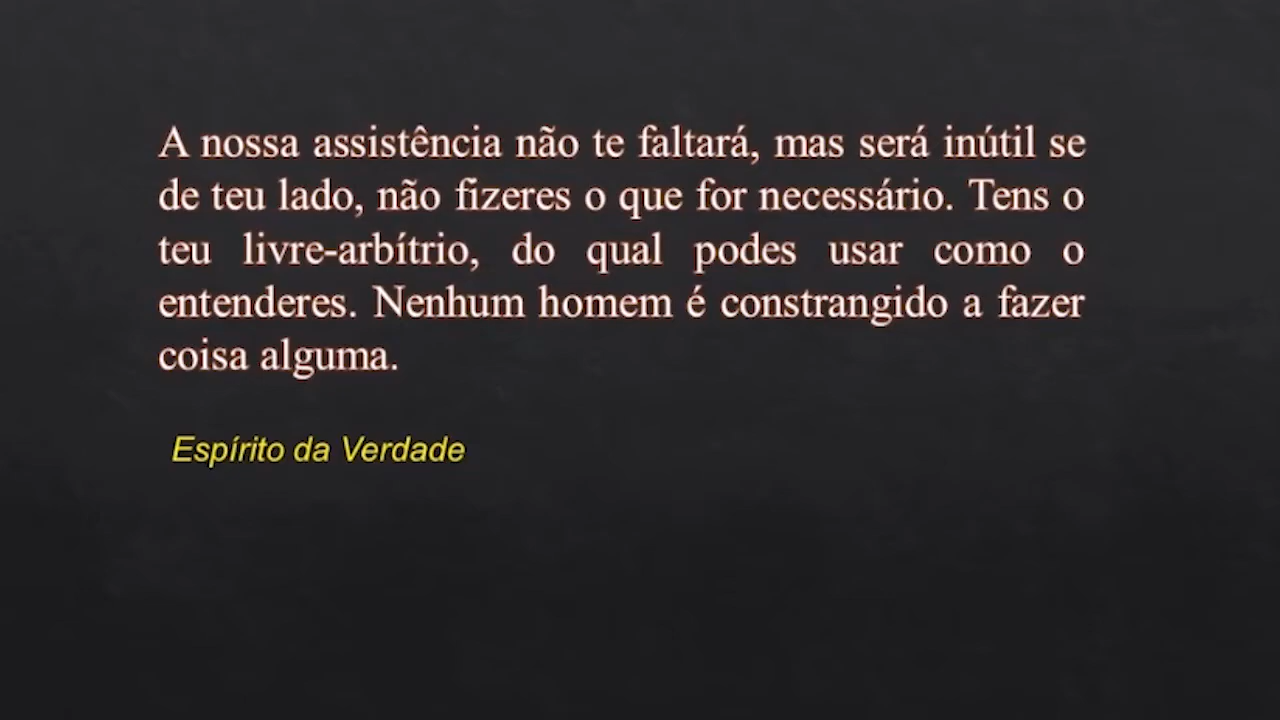 A nossa assistência não te faltará, mas será inútil se
de teu lado, não fizeres o que for necessário. Tens o
teu livre-arbítrio, do qual podes usar como o
entenderes. Nenhum homem é constrangido a fazer
coisa alguma.
Espírito da Verdade